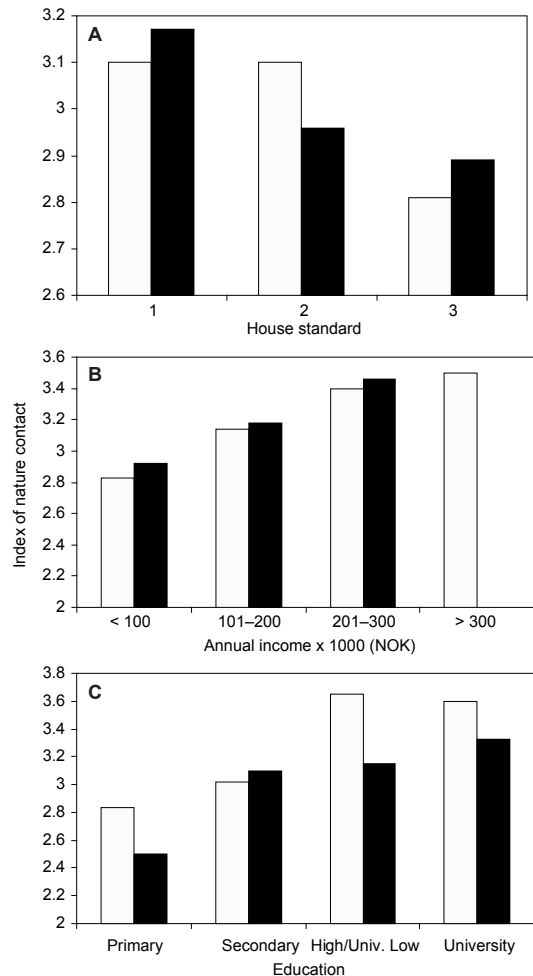 3.2
A
3.1
3
2.9
2.8
2.7
2.6
1 2 3
House standard
3.6
B
3.4
3.2
3
2.8
2.6
2.4
2.2
2
< 100 101–200 201–300 > 300
Annual income x 1000 (NOK)
Index of nature contact
3.8
C
3.6
3.4
3.2
3
2.8
2.6
2.4
2.2
2
Primary Secondary High/Univ. Low University
Education